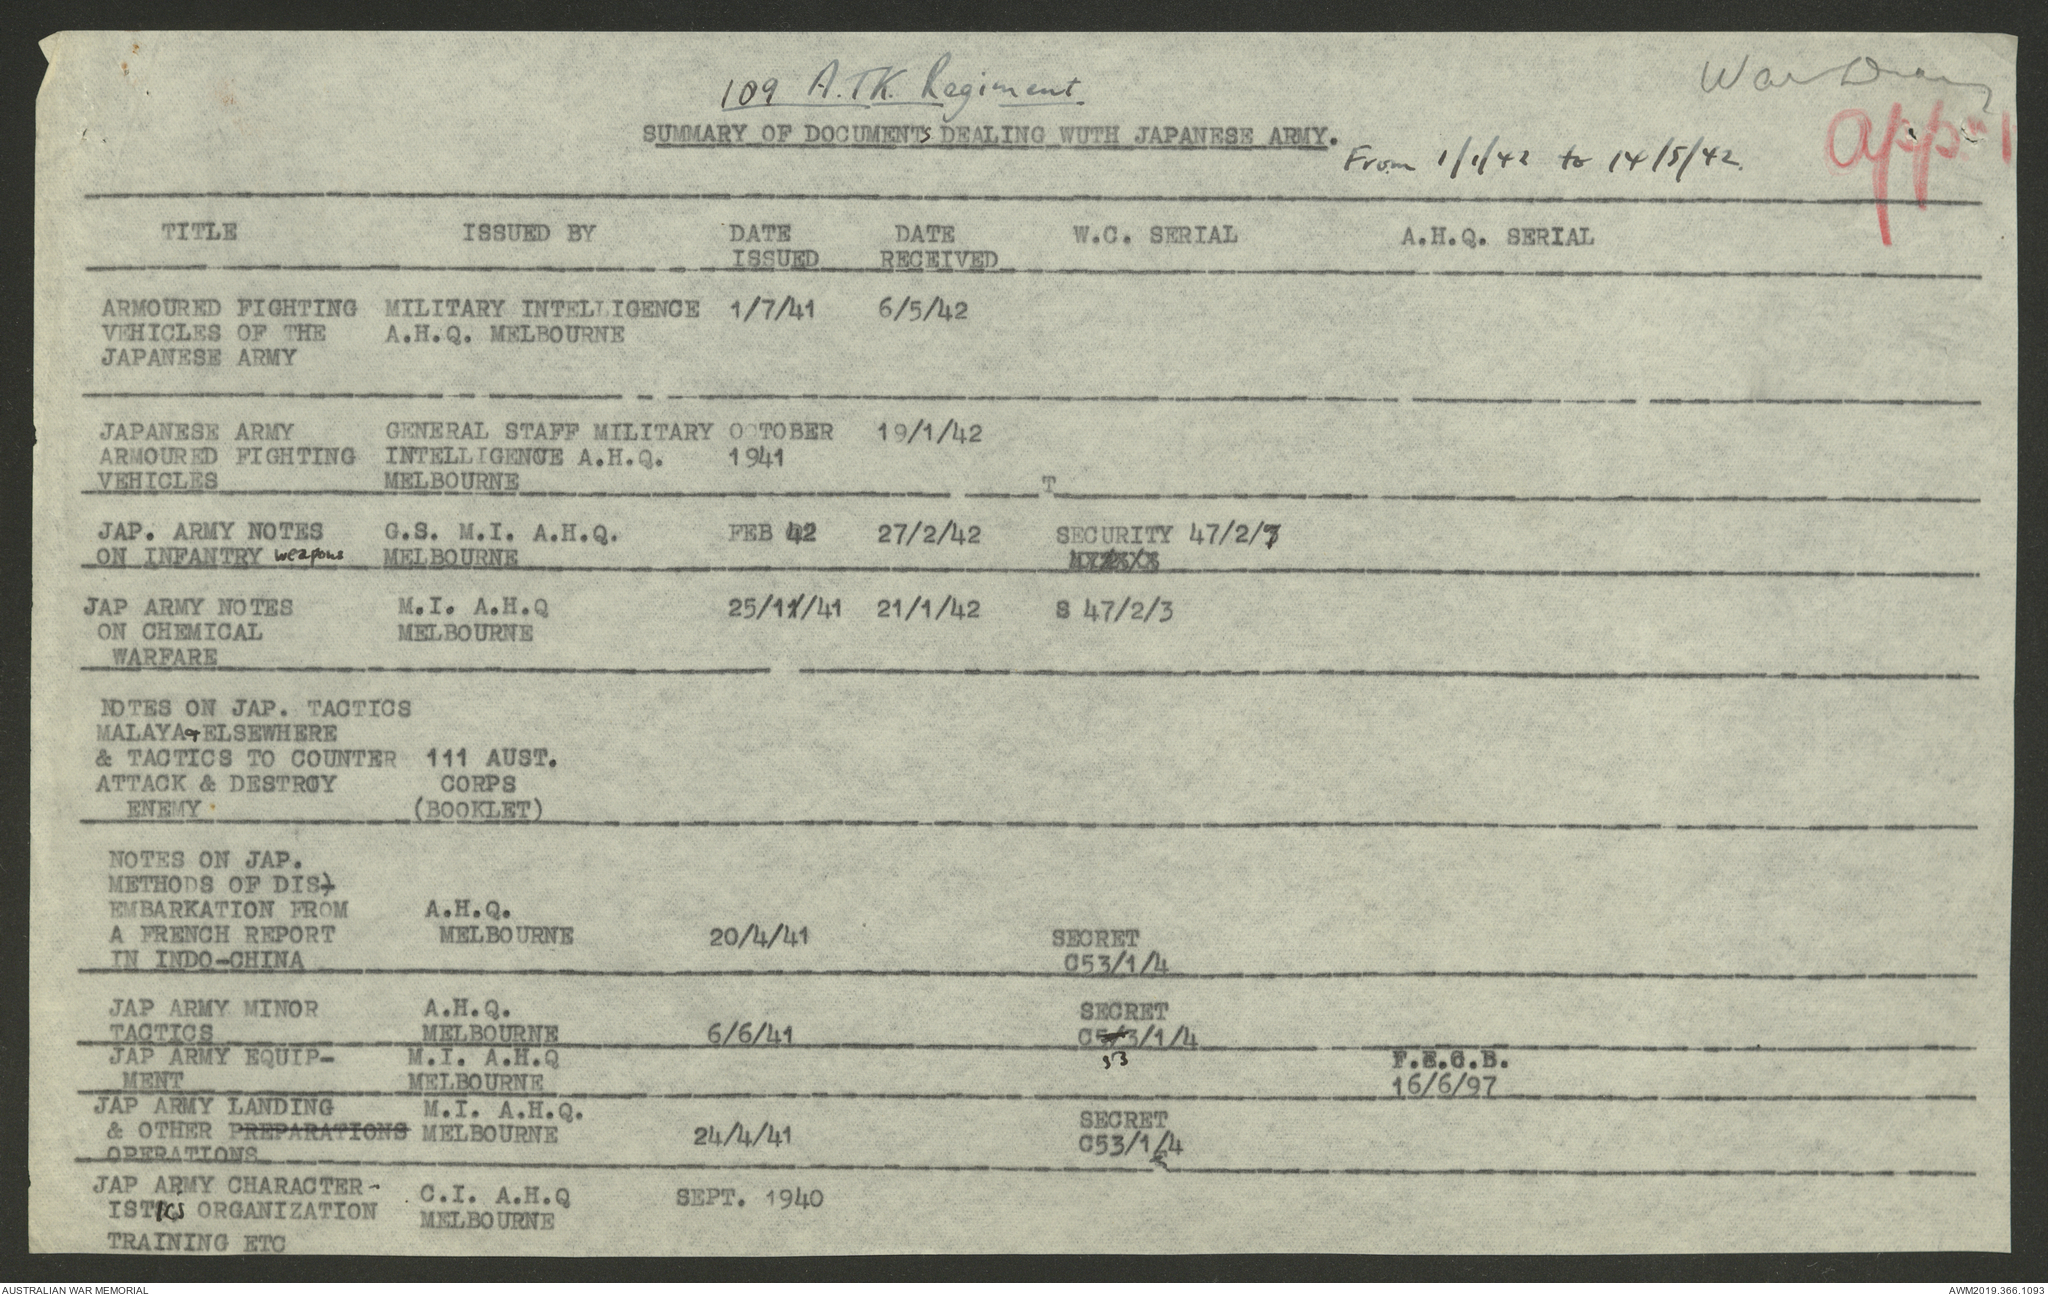 War Diary
109 A.TK. Regiment
app. 1
SUMMARY OF DOCUMENTS DEALING WUTH JAPANESE ARMY.
From 1/1/42 to 14/5/42.
TITLE ISSUED BY DATE ISSUED DATE RECEIVED W.C. SERIAL A.H.Q. SERIAL
ARMOURED FIGHTING MILITARY INTELLIGENCE 1/7/41 6/5/42
VEHICLES OF THE A.H.Q. MELBOURNE
JAPANESE ARMY
JAPANESE ARMY GENERAL STAFF MILITARY OCTOBER 19/1/42
ARMOURED FIGHTING INTELLIGENCE A.H.Q. 1941
VEHICLES MELBOURNE T
JAP. ARMY NOTES G.S. M.I. A.H.Q. FEB 42 27/2/42 SECURITY 47/2/7
ON INFANTRY weapons MELBOURNE
JAP ARMY NOTES M.I. A.H.Q 25/11/41 21/1/42 S 47/2/3
ON CHEMICAL MELBOURNE
WARFARE
NOTES ON JAP. TACTICS
MALAYA & ELSEWHERE
& TACTICS TO COUNTER 111 AUST.
ATTACK & DESTROY CORPS
ENEMY (BOOKLET)
NOTES ON JAP.
METHODS OF DIS-
EMBARKATION FROM A.H.Q.
A FRENCH REPORT MELBOURNE 20/4/41 SECRET
IN INDO-CHINA C53/1/4
JAP ARMY MINOR A.H.Q. SECRET
TACTICS MELBOURNE 6/6/41 C5/3/1/4
53
JAP ARMY EQUIP- M.I. A.H.Q F.E.C.B.
MENT MELBOURNE 16/6/97
JAP ARMY LANDING M.I. A.H.Q. SECRET
& OTHER PREPARATIONS MELBOURNE 24/4/41 C53/1/4
OPERATIONS
JAP ARMY CHARACTER- C.I. A.H.Q SEPT. 1940
ISTICS ORGANIZATION MELBOURNE
TRAINING ETC
AUSTRALIAN WAR MEMORIAL AWM2019.366.1093